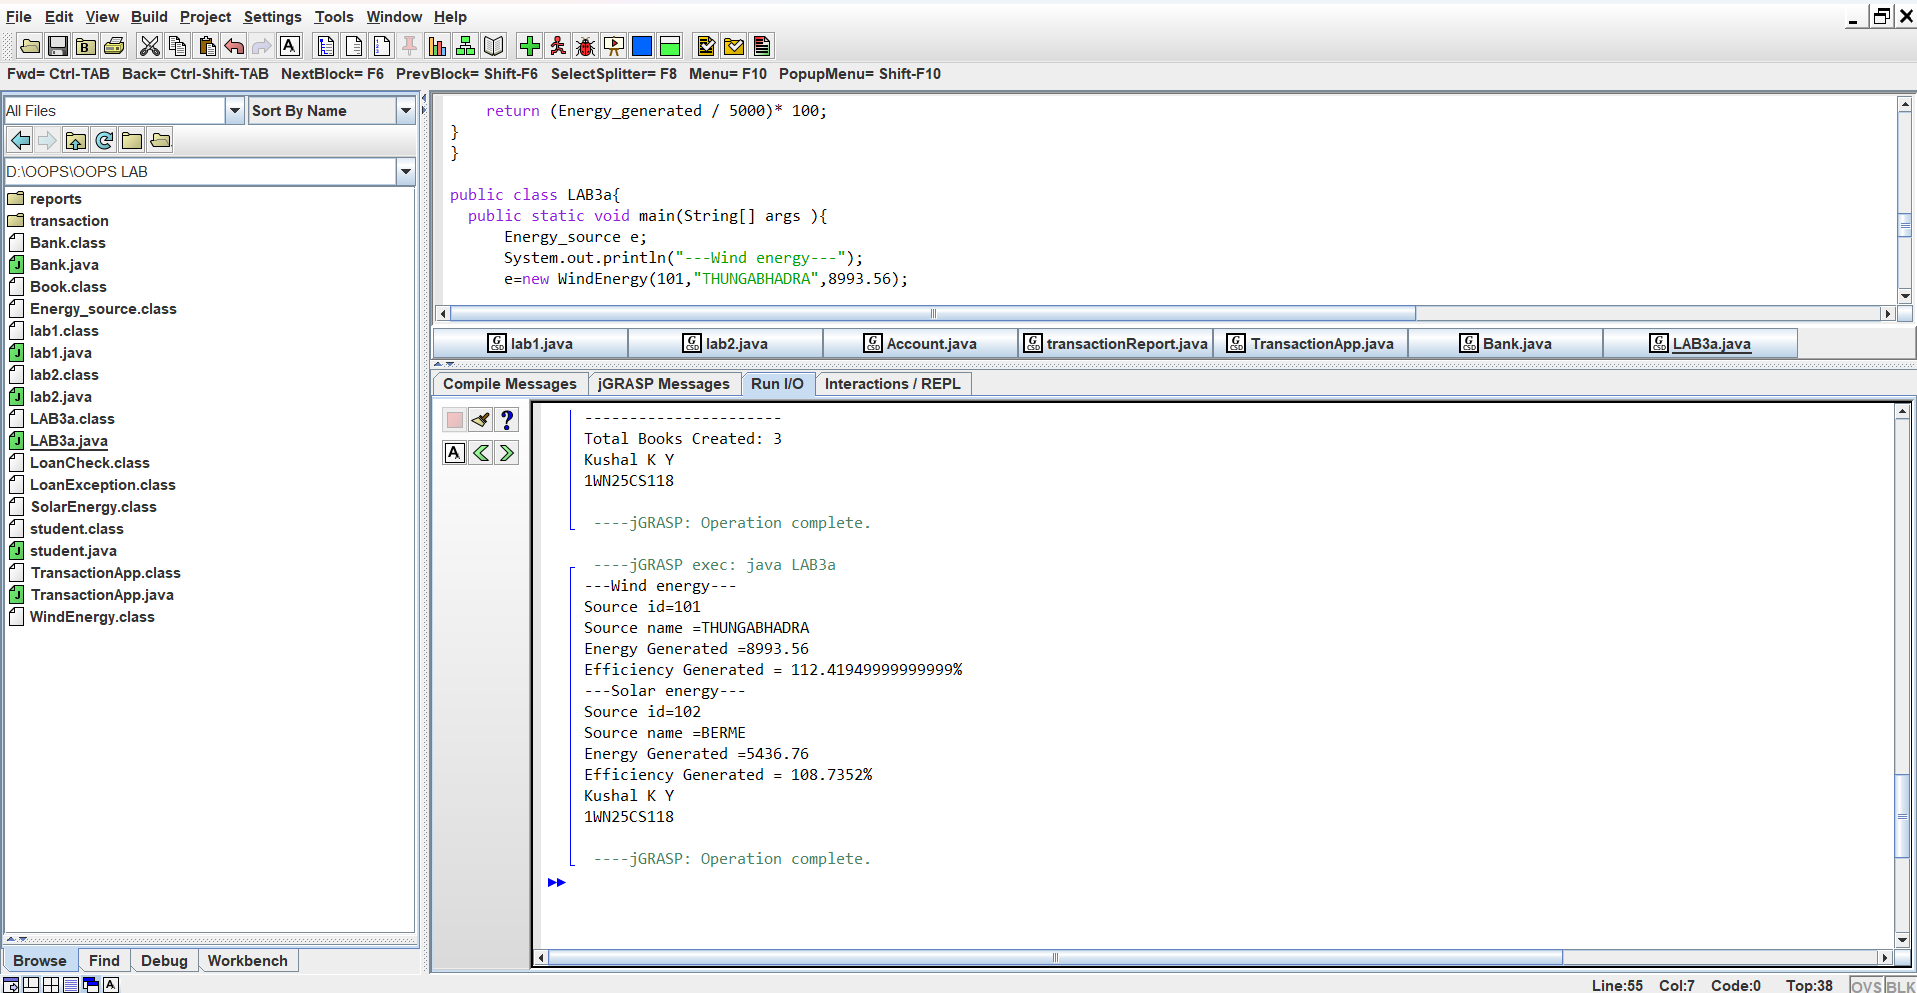 File Edit View Build Project Settings Tools Window Help
Fwd= Ctrl-TAB Back= Ctrl-Shift-TAB NextBlock= F6 PrevBlock= Shift-F6 SelectSplitter= F8 Menu= F10 PopupMenu= Shift-F10
All Files
Sort By Name
D:\OOPS\OOPS LAB
reports
transaction
Bank.class
Bank.java
Book.class
Energy_source.class
lab1.class
lab1.java
lab2.class
lab2.java
LAB3a.class
LAB3a.java
LoanCheck.class
LoanException.class
SolarEnergy.class
student.class
student.java
TransactionApp.class
TransactionApp.java
WindEnergy.class
Browse Find Debug Workbench
return (Energy_generated / 5000)* 100;
}
}
public class LAB3a{
public static void main(String[] args ){
Energy_source e;
System.out.println("---Wind energy---");
e=new WindEnergy(101,"THUNGABHADRA",8993.56);
lab1.java lab2.java Account.java transactionReport.java TransactionApp.java Bank.java LAB3a.java
Compile Messages jGRASP Messages Run I/O Interactions / REPL
----------------------
Total Books Created: 3
Kushal K Y
1WN25CS118
----jGRASP: Operation complete.
----jGRASP exec: java LAB3a
---Wind energy---
Source id=101
Source name =THUNGABHADRA
Energy Generated =8993.56
Efficiency Generated = 112.41949999999999%
---Solar energy---
Source id=102
Source name =BERME
Energy Generated =5436.76
Efficiency Generated = 108.7352%
Kushal K Y
1WN25CS118
----jGRASP: Operation complete.
Line:55 Col:7 Code:0 Top:38 OVS BLK